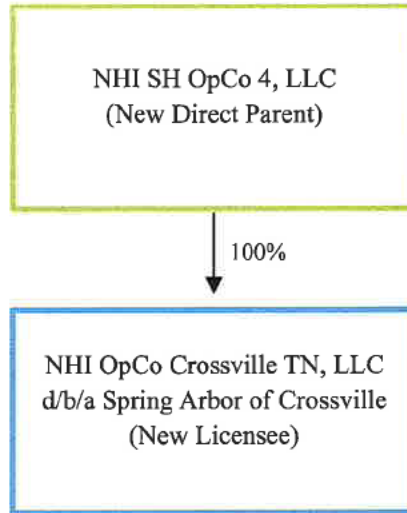 NHI SH OpCo 4, LLC
(New Direct Parent)
100%
NHI OpCo Crossville TN, LLC
d/b/a Spring Arbor of Crossville
(New Licensee)